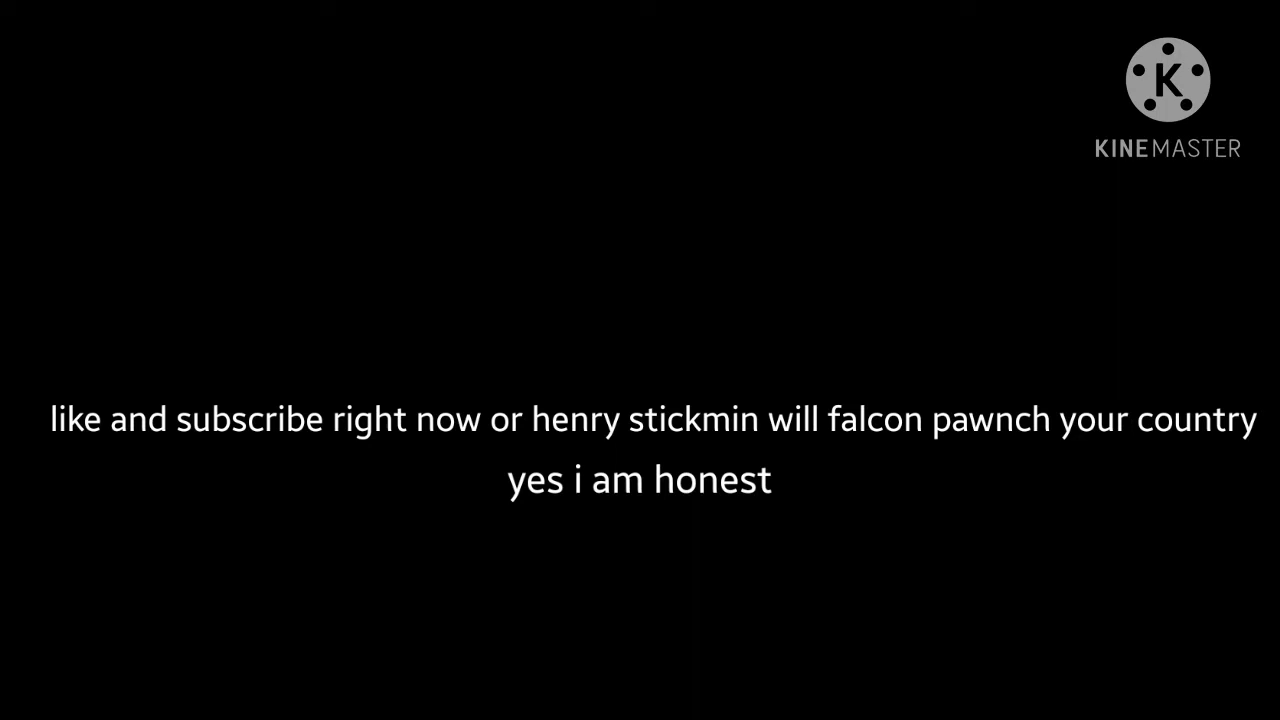 K
KINEMASTER
like and subscribe right now or henry stickmin will falcon pawnch your country
yes i am honest